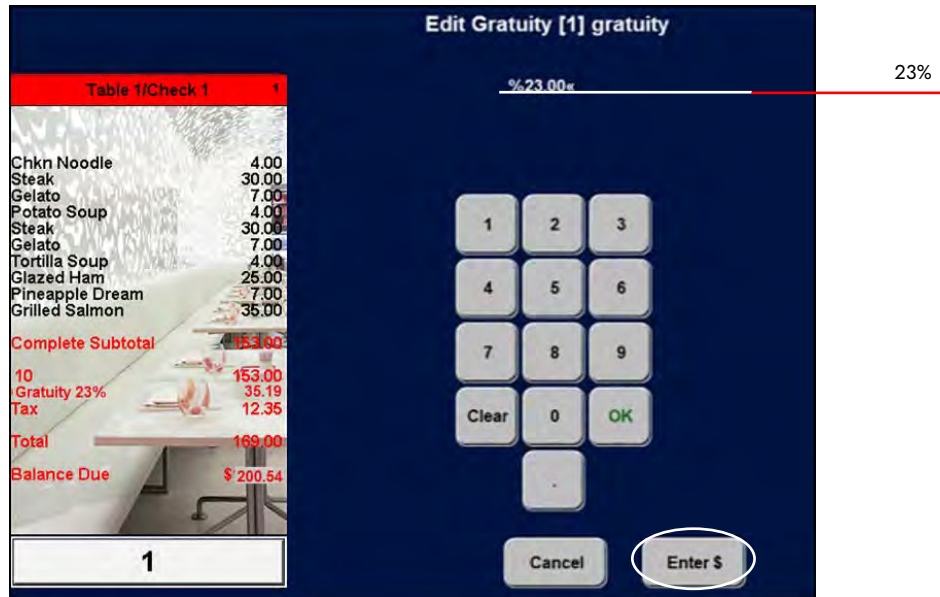 Edit Gratuity [1] gratuity
23%
Table 1/Check 1 1
%23.00«
Chkn Noodle 4.00
Steak 30.00
Gelato 7.00
Potato Soup 4.00
Steak 30.00
Gelato 7.00
Tortilla Soup 4.00
Glazed Ham 25.00
Pineapple Dream 7.00
Grilled Salmon 35.00
Complete Subtotal 153.00
10 153.00
Gratuity 23% 35.19
Tax 12.35
Total 169.00
Balance Due $ 200.54
1
1 2 3
4 5 6
7 8 9
Clear 0 OK
.
Cancel Enter $